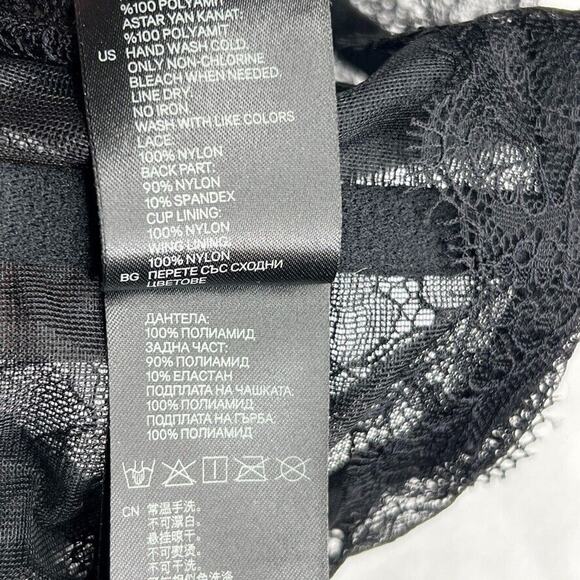 %100 POLYAMIT
ASTAR YAN KANAT:
%100 POLYAMIT
US HAND WASH COLD.
ONLY NON-CHLORINE
BLEACH WHEN NEEDED.
LINE DRY.
NO IRON.
WASH WITH LIKE COLORS
LACE:
100% NYLON
BACK PART:
90% NYLON
10% SPANDEX
CUP LINING:
100% NYLON
WING LINING:
100% NYLON
BG ПЕРЕТЕ СЪС СХОДНИ
ЦВЕТОВЕ
ДАНТЕЛА:
100% ПОЛИАМИД
ЗАДНА ЧАСТ:
90% ПОЛИАМИД
10% ЕЛАСТАН
ПОДПЛАТА НА ЧАШКАТА:
100% ПОЛИАМИД
ПОДПЛАТА НА ГЪРБА:
100% ПОЛИАМИД
CN 常温手洗。
不可漂白。
悬挂晾干。
不可熨烫。
不可干洗。